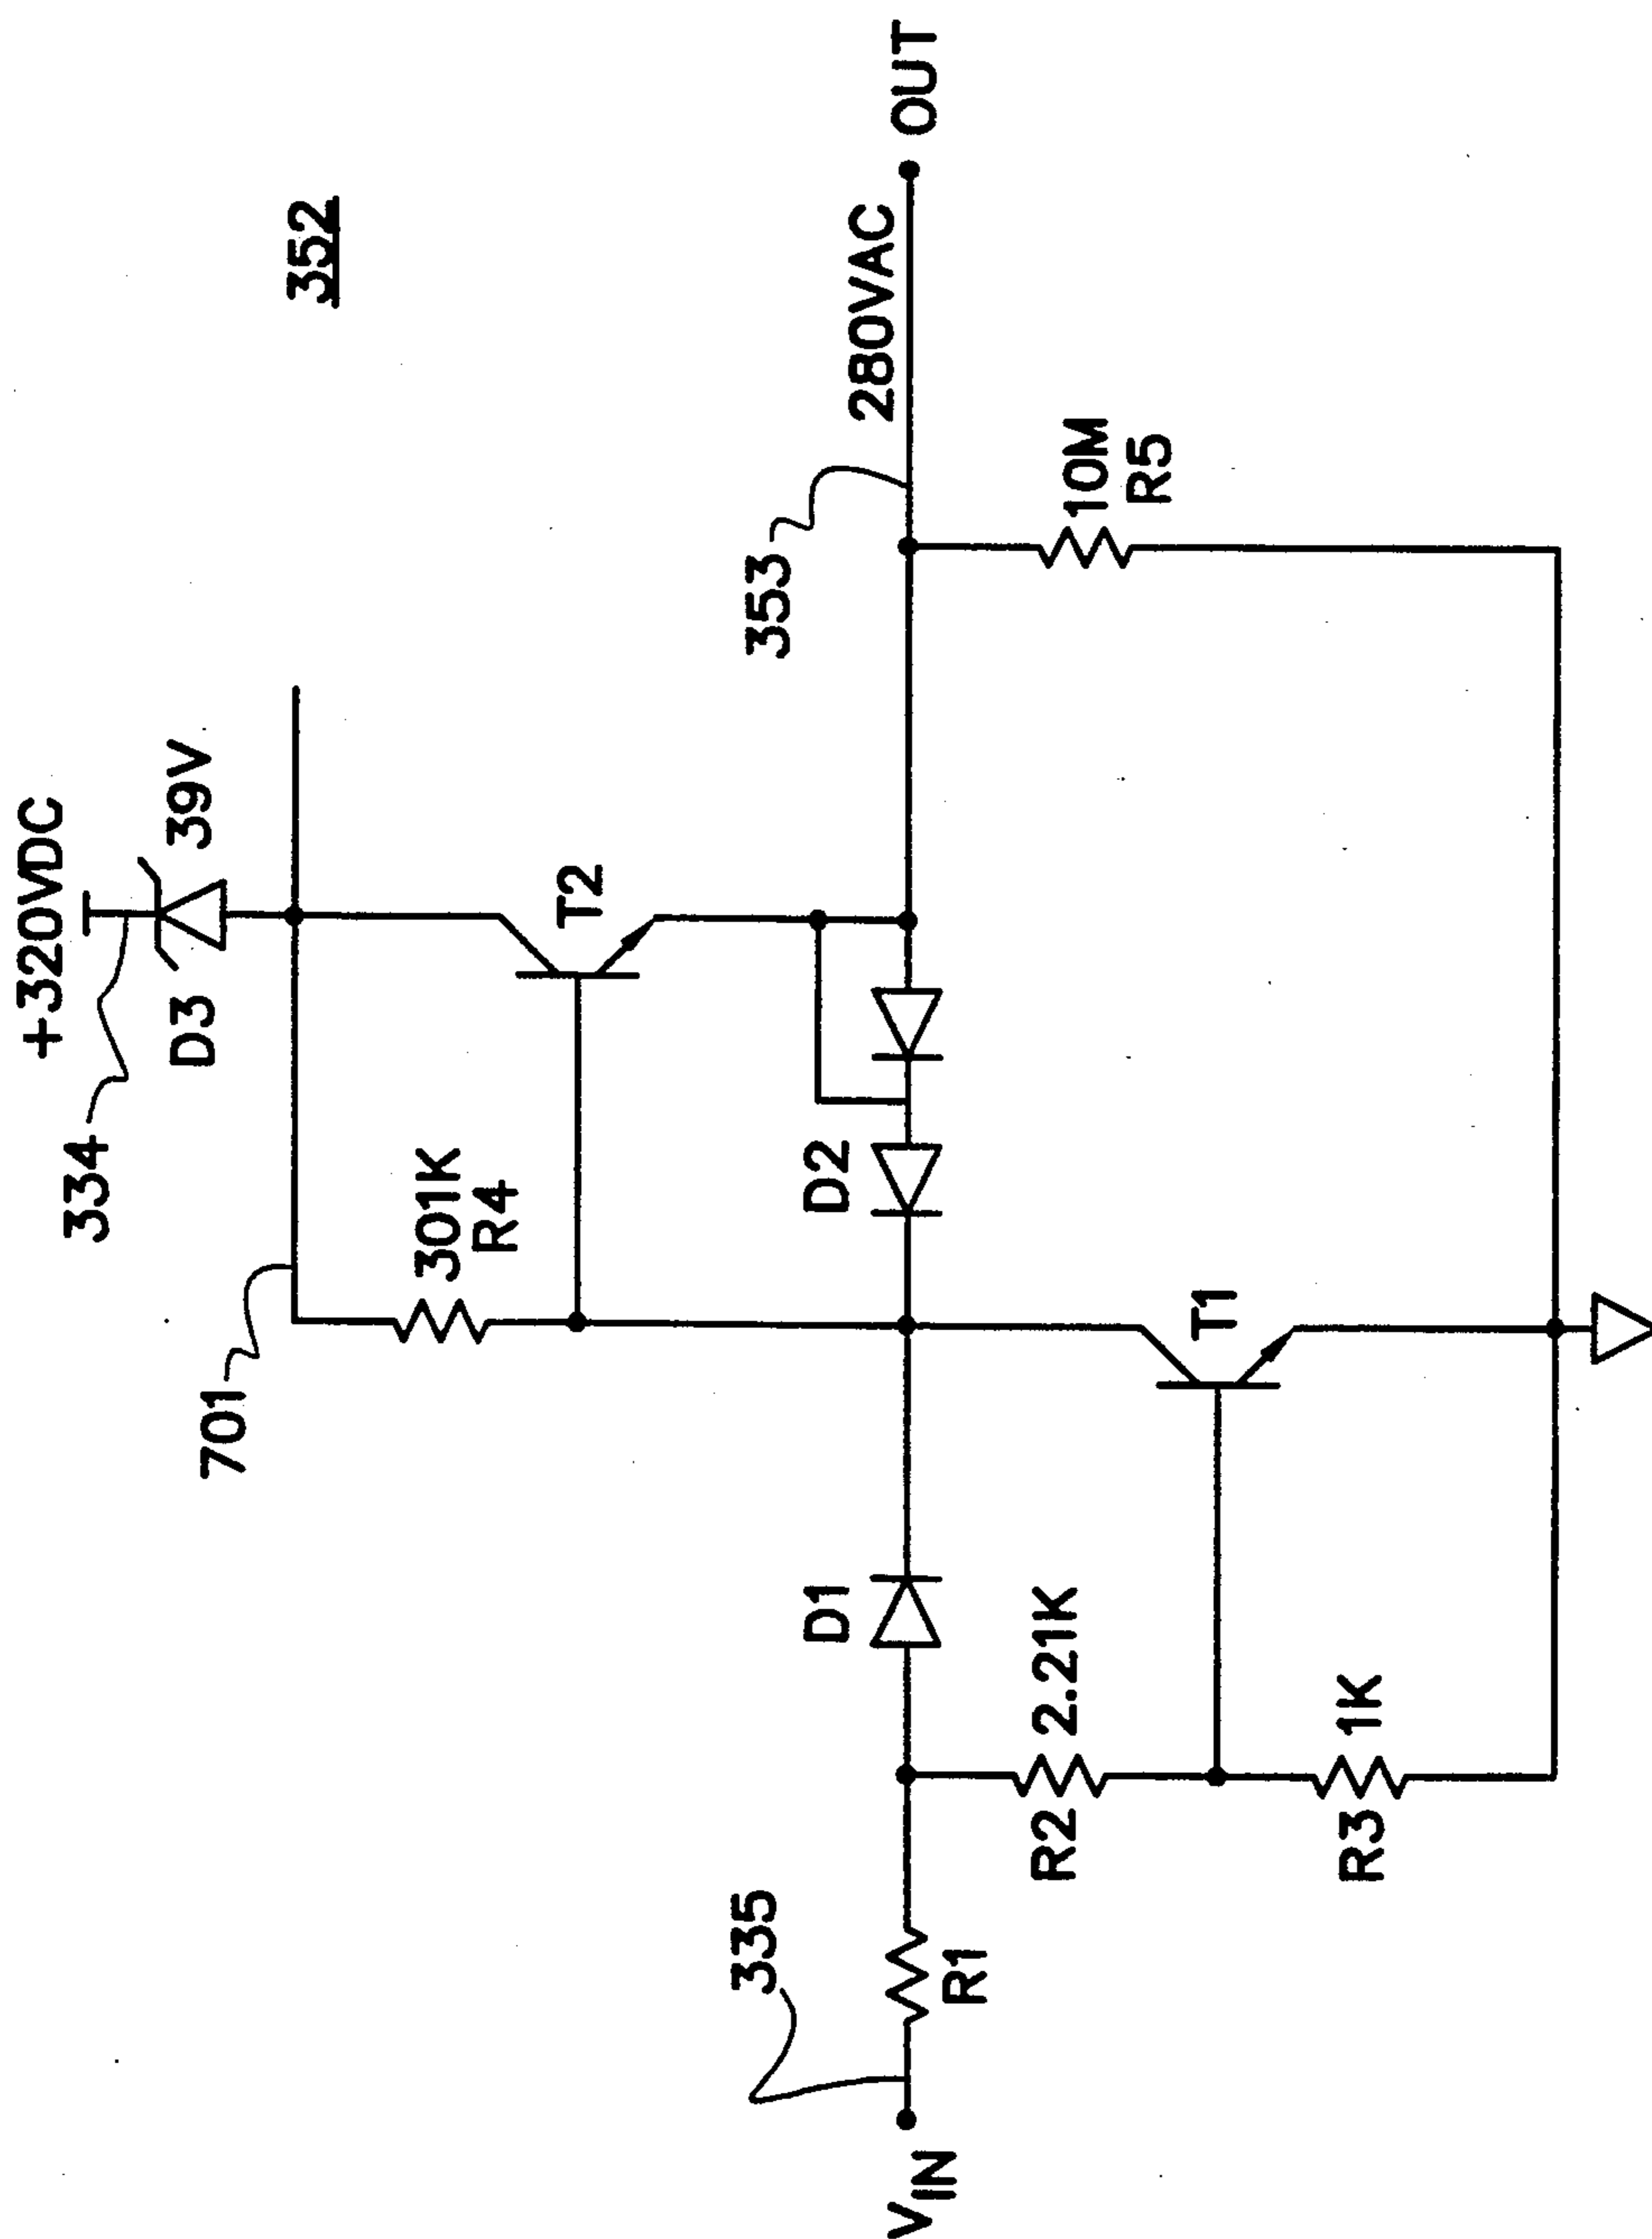 352
+320VDC
334
D3
39V
701
301K
R4
T2
353
280VAC
OUT
D2
10M
R5
D1
335
VIN
R1
R2 2.21K
T1
R3 1K